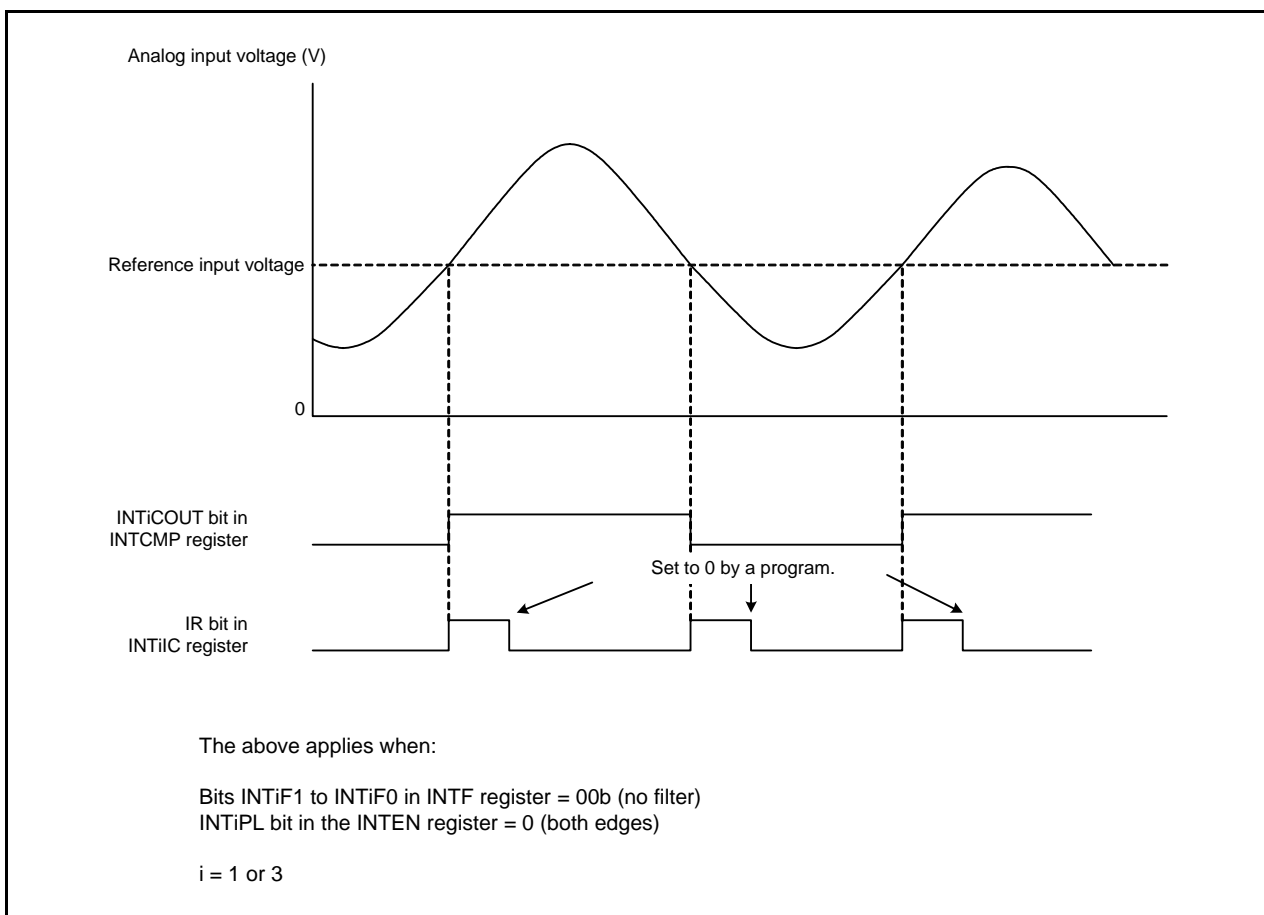 Analog input voltage (V)
Reference input voltage
0
INTiCOUT bit in
INTCMP register
Set to 0 by a program.
IR bit in
INTiIC register
The above applies when:
Bits INTiF1 to INTiF0 in INTF register = 00b (no filter)
INTiPL bit in the INTEN register = 0 (both edges)
i = 1 or 3